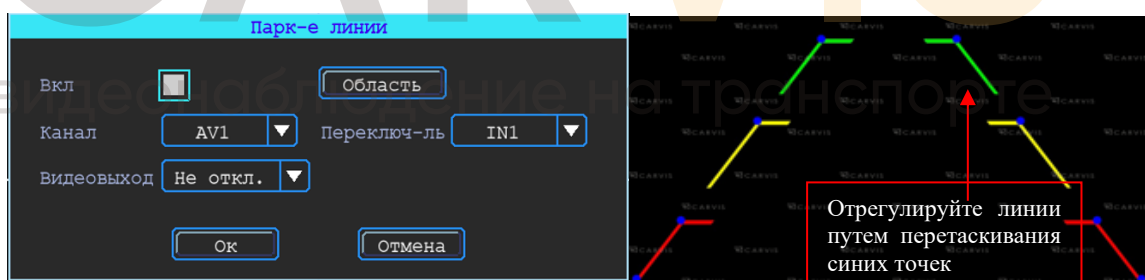 Парк-е линии
Вкл
Область
Канал
AV1
Переключ-ль
IN1
Видеовыход
Не откл.
Ок
Отмена
видеонаблюдение на транспорте
CARVIS
Отрегулируйте линии
путем перетаскивания
синих точек